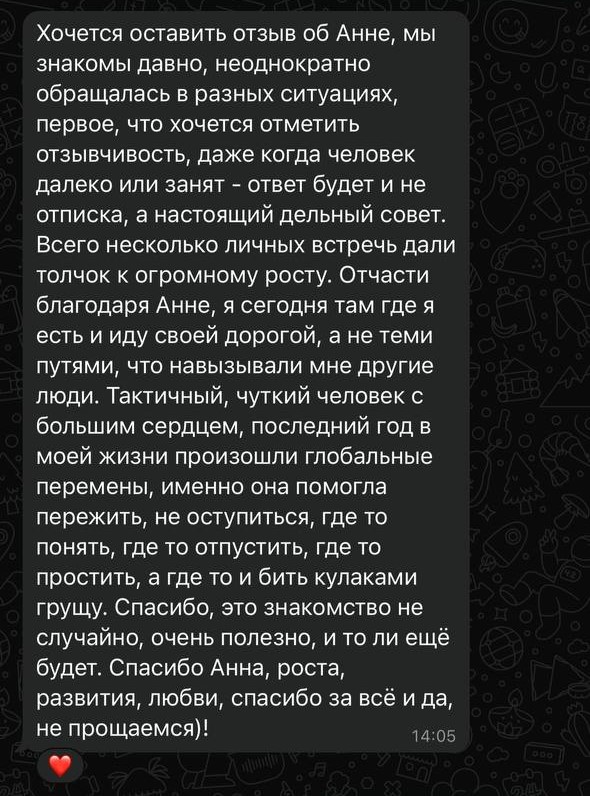 Хочется оставить отзыв об Анне, мы
знакомы давно, неоднократно
обращалась в разных ситуациях,
первое, что хочется отметить
отзывчивость, даже когда человек
далеко или занят - ответ будет и не
отписка, а настоящий дельный совет.
Всего несколько личных встречь дали
толчок к огромному росту. Отчасти
благодаря Анне, я сегодня там где я
есть и иду своей дорогой, а не теми
путями, что навызывали мне другие
люди. Тактичный, чуткий человек с
большим сердцем, последний год в
моей жизни произошли глобальные
перемены, именно она помогла
пережить, не оступиться, где то
понять, где то отпустить, где то
простить, а где то и бить кулаками
грущу. Спасибо, это знакомство не
случайно, очень полезно, и то ли ещё
будет. Спасибо Анна, роста,
развития, любви, спасибо за всё и да,
не прощаемся)!
14:05